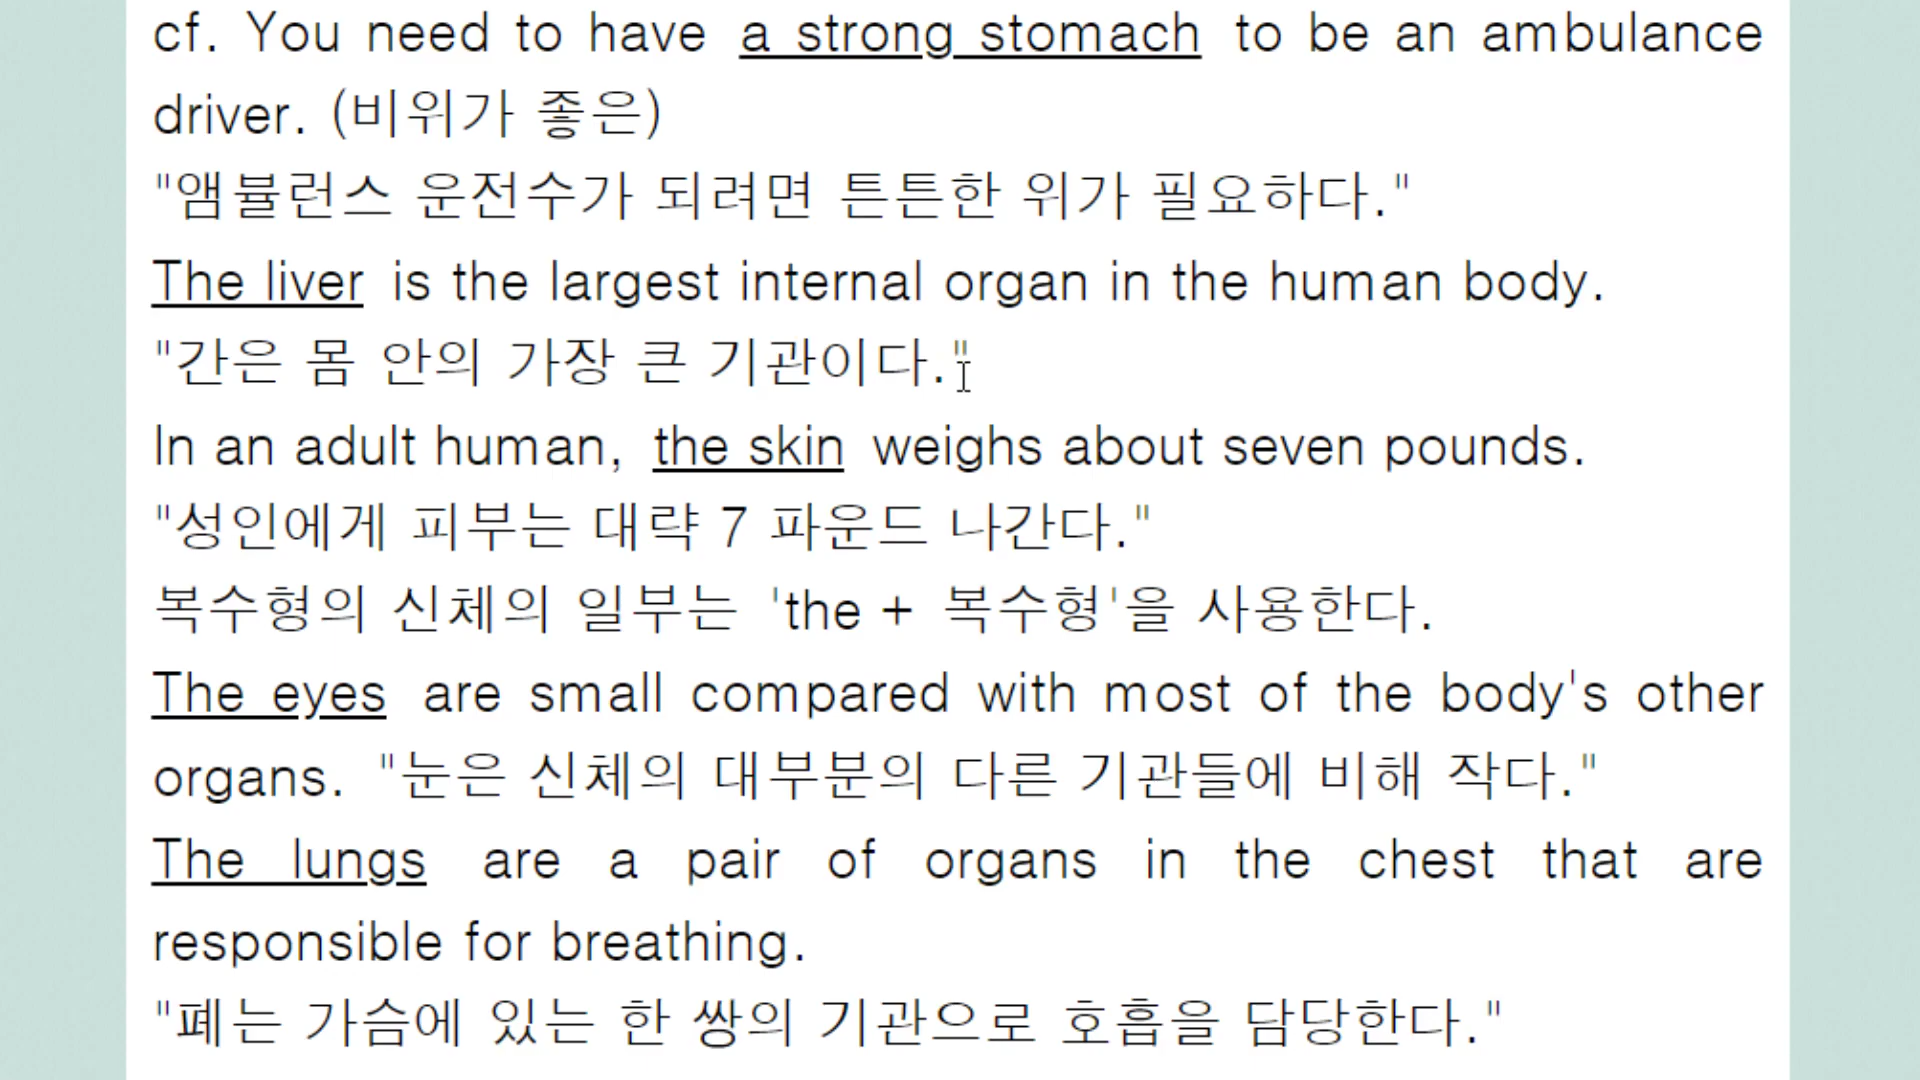 cf. You need to have a strong stomach to be an ambulance
driver. (비위가 좋은)
"앰뷸런스 운전수가 되려면 튼튼한 위가 필요하다."
The liver is the largest internal organ in the human body.
"간은 몸 안의 가장 큰 기관이다."
In an adult human, the skin weighs about seven pounds.
"성인에게 피부는 대략 7 파운드 나간다."
복수형의 신체의 일부는 'the + 복수형'을 사용한다.
The eyes are small compared with most of the body's other
organs. "눈은 신체의 대부분의 다른 기관들에 비해 작다."
The lungs are a pair of organs in the chest that are
responsible for breathing.
"폐는 가슴에 있는 한 쌍의 기관으로 호흡을 담당한다."